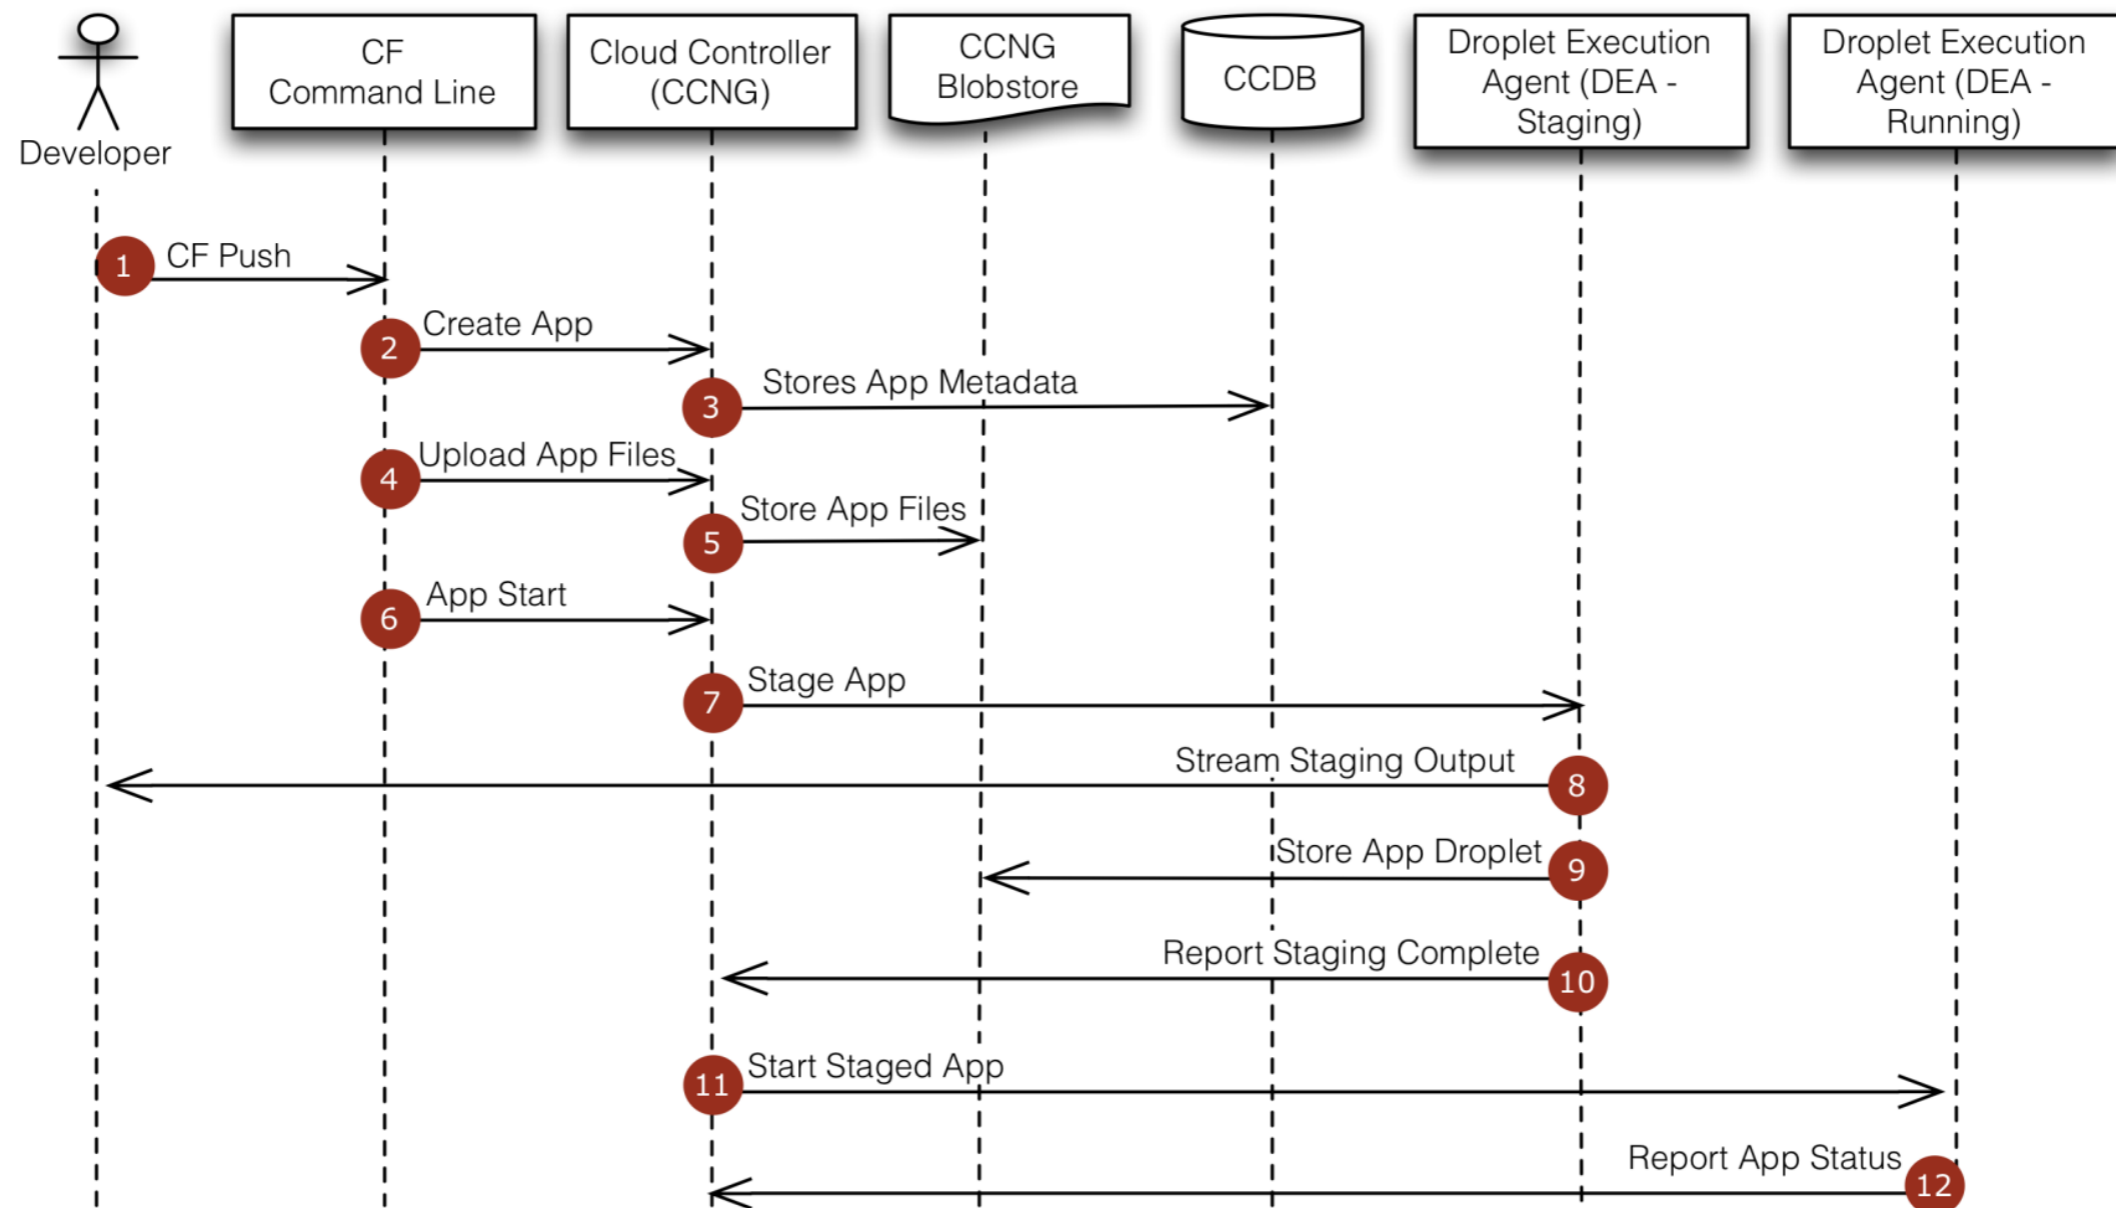 CF
Command Line
Cloud Controller
(CCNG)
CCNG
Blobstore
CCDB
Droplet Execution
Agent (DEA -
Staging)
Droplet Execution
Agent (DEA -
Running)
Developer
1 CF Push
2 Create App
3 Stores App Metadata
4 Upload App Files
5 Store App Files
6 App Start
7 Stage App
Stream Staging Output 8
Store App Droplet 9
Report Staging Complete 10
11 Start Staged App
Report App Status 12